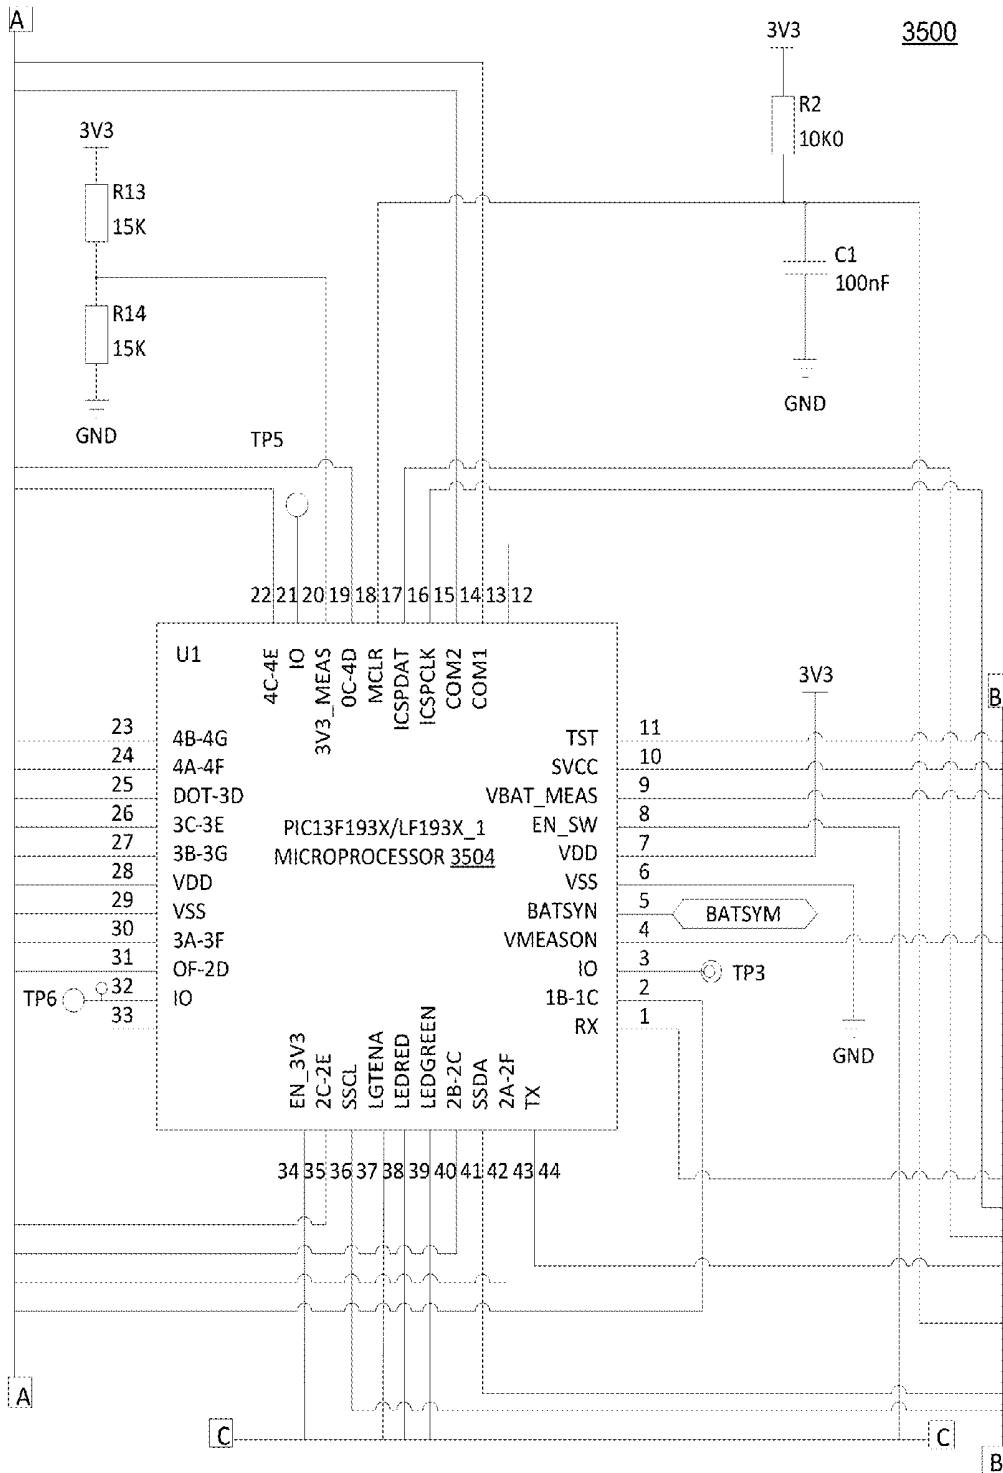 A
3V3
3500
R2
10K0
3V3
R13
15K
C1
100nF
R14
15K
GND
GND
TP5
22 21 20 19 18 17 16 15 14 13 12
U1
4C-4E
IO
3V3_MEAS
0C-4D
MCLR
ICSPDAT
ICSPCLK
COM2
COM1
3V3
B
23
4B-4G
24
4A-4F
25
DOT-3D
26
3C-3E
27
3B-3G
28
VDD
29
VSS
30
3A-3F
31
OF-2D
TP6
32
IO
33
PIC13F193X/LF193X_1
MICROPROCESSOR 3504
TST
11
SVCC
10
VBAT_MEAS
9
EN_SW
8
VDD
7
VSS
6
BATSYN
5
BATSYM
VMEASON
4
IO
3
TP3
1B-1C
2
RX
1
GND
EN_3V3
2C-2E
SSCL
LGTENA
LEDRED
LEDGREEN
2B-2C
SSDA
2A-2F
TX
34 35 36 37 38 39 40 41 42 43 44
A
C
C
B